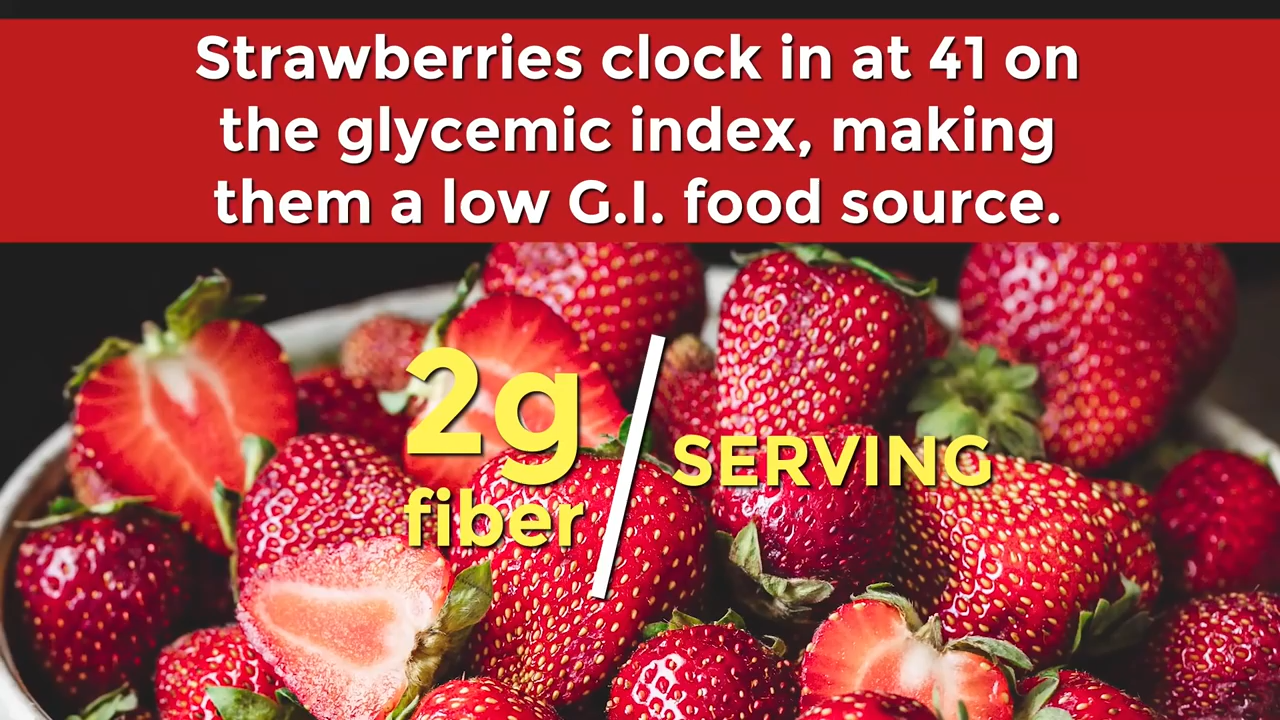 Strawberries clock in at 41 on
the glycemic index, making
them a low G.I. food source.
2g
fiber
/
SERVING